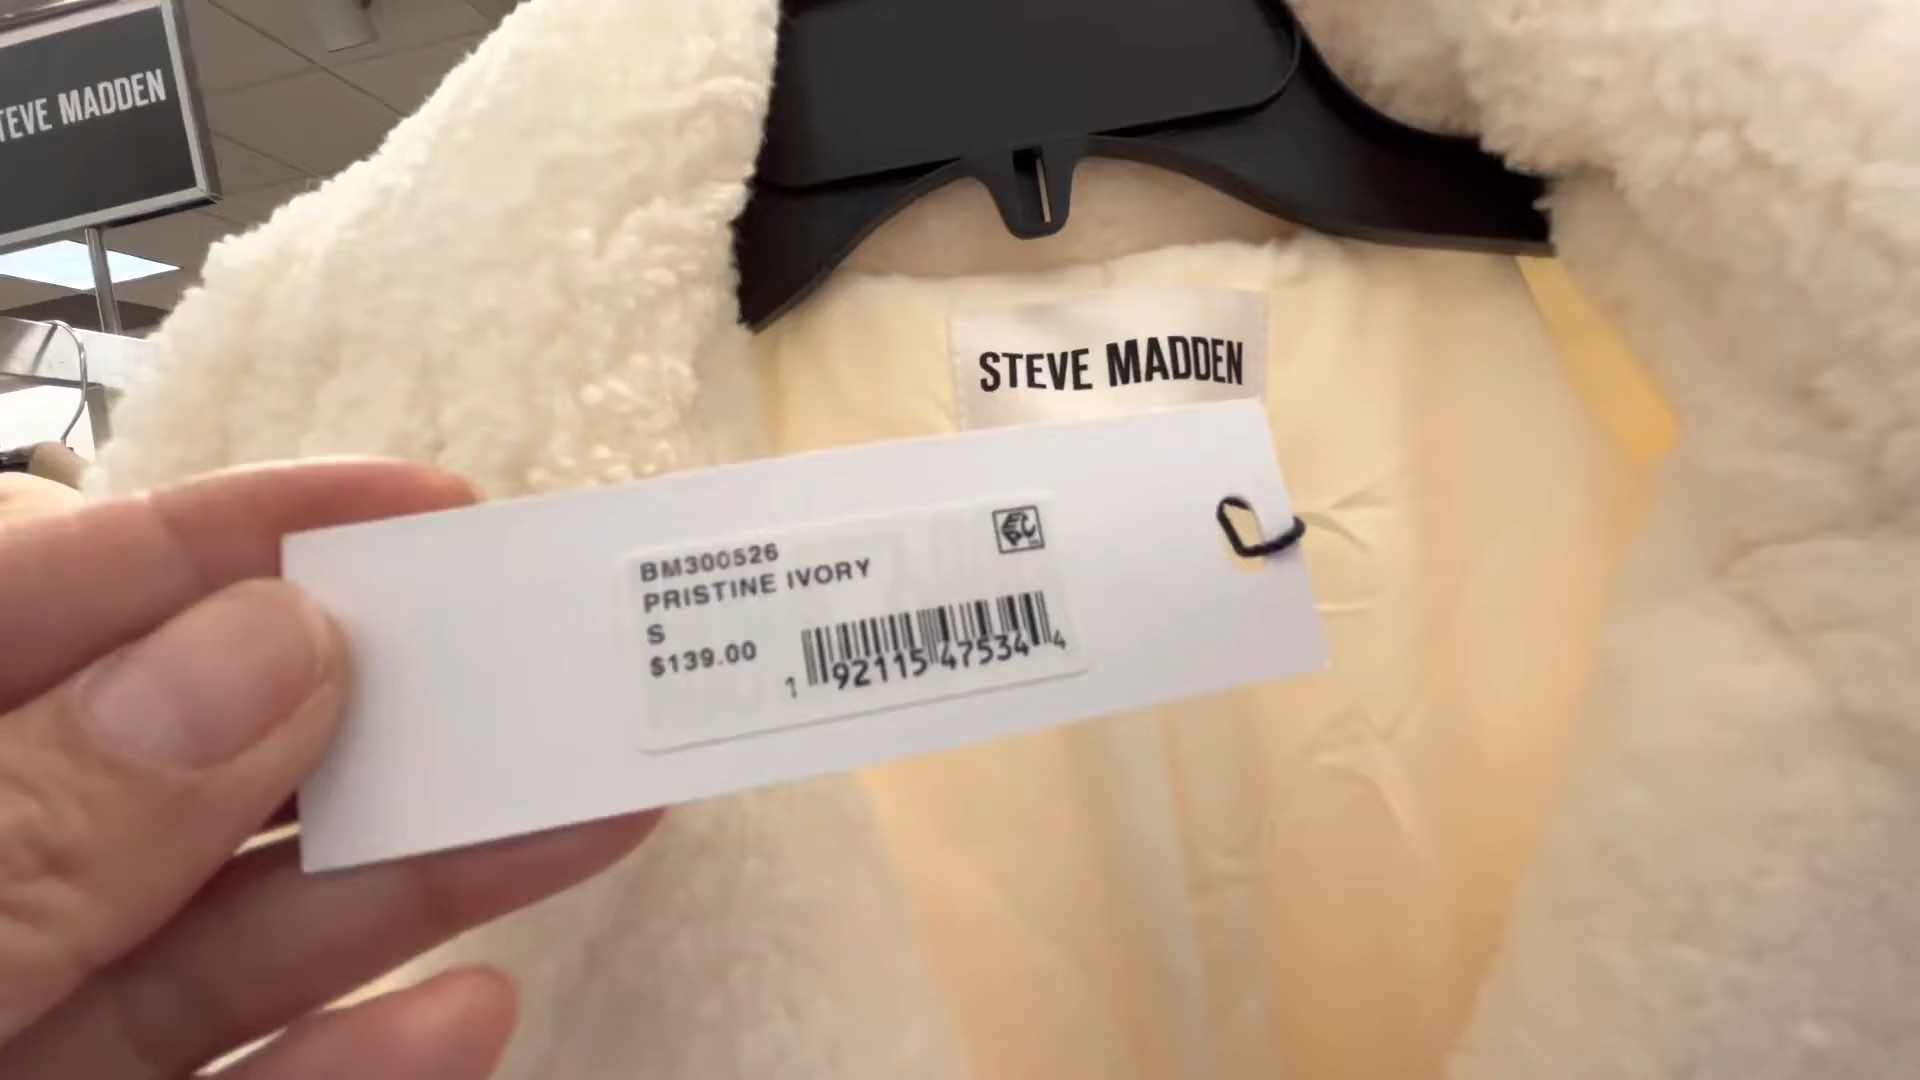 STEVE MADDEN
STEVE MADDEN
BM300526
PRISTINE IVORY
S
$139.00
1 92115 47534 4